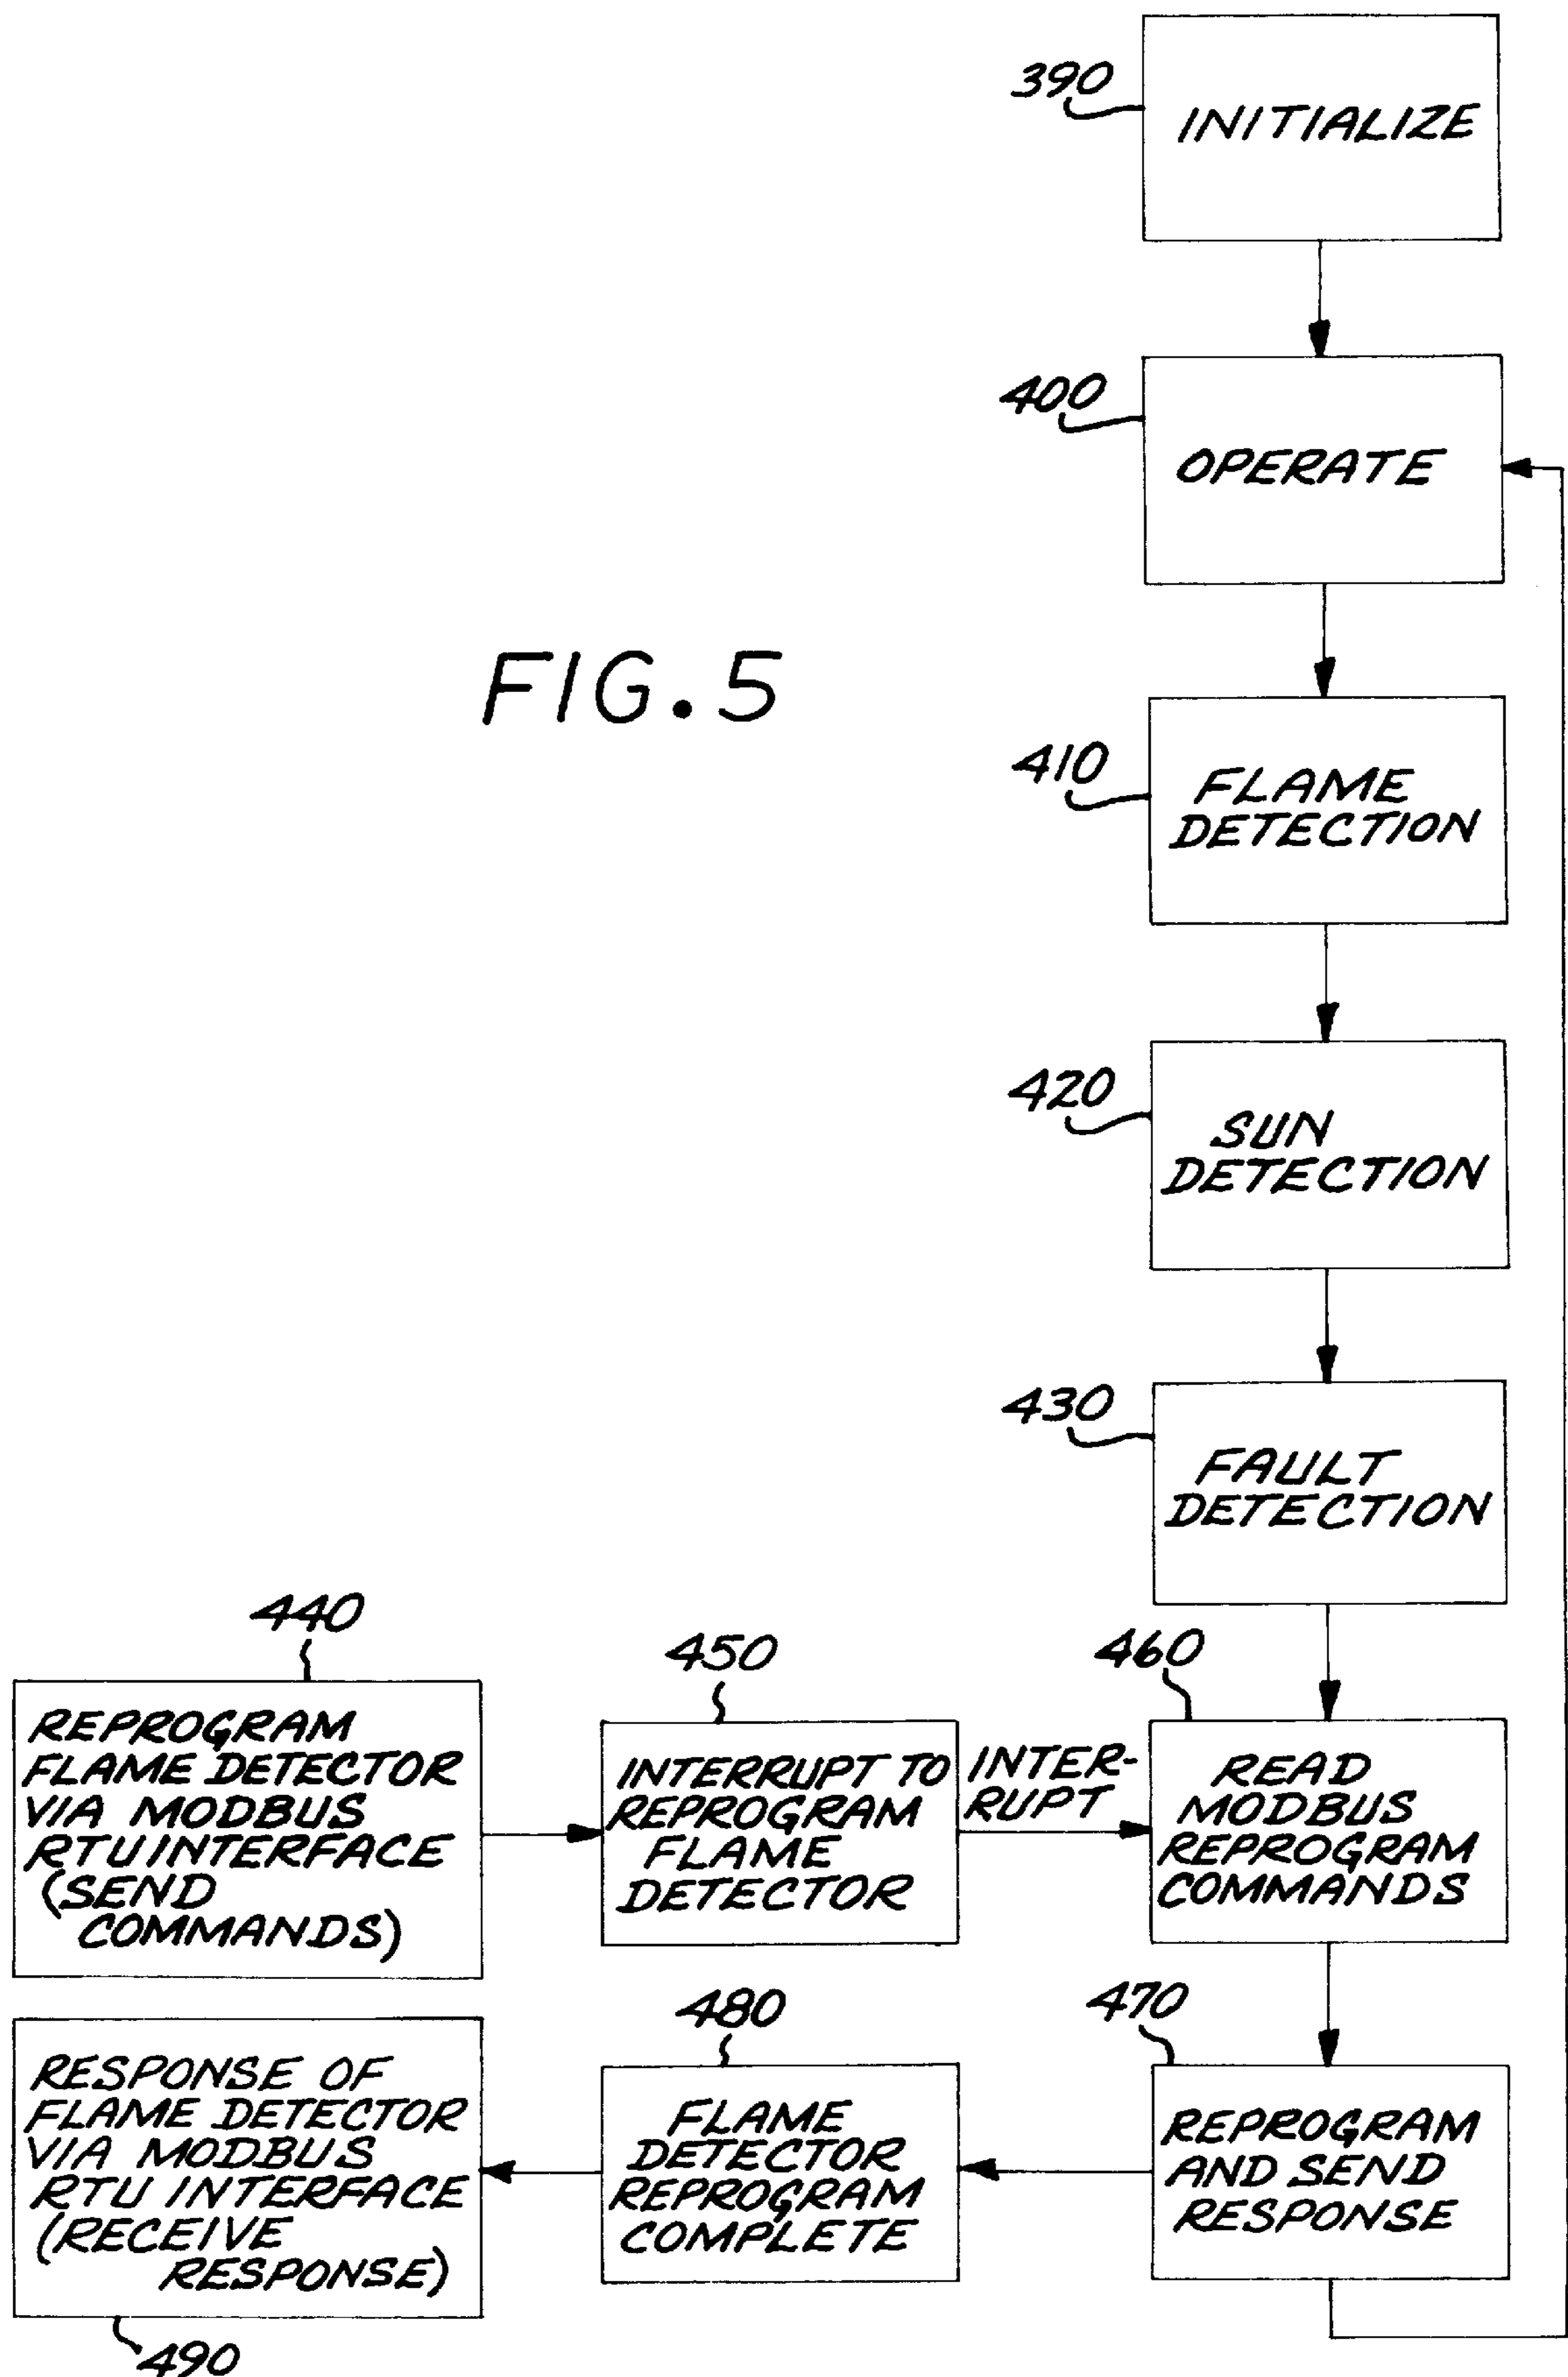 390
INITIALIZE
400
OPERATE
FIG. 5
410
FLAME
DETECTION
420
SUN
DETECTION
430
FAULT
DETECTION
440
REPROGRAM
FLAME DETECTOR
VIA MODBUS
RTU INTERFACE
(SEND
COMMANDS)
450
INTERRUPT TO
REPROGRAM
FLAME
DETECTOR
INTER-
RUPT
460
READ
MODBUS
REPROGRAM
COMMANDS
470
REPROGRAM
AND SEND
RESPONSE
480
FLAME
DETECTOR
REPROGRAM
COMPLETE
RESPONSE OF
FLAME DETECTOR
VIA MODBUS
RTU INTERFACE
(RECEIVE
RESPONSE)
490